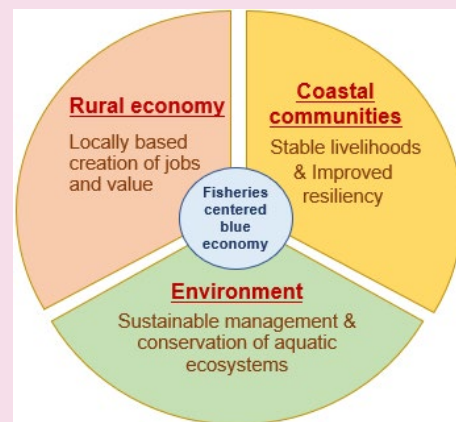 Rural economy
Locally based
creation of jobs
and value
Coastal
communities
Stable livelihoods
& Improved
resiliency
Fisheries
centered
blue
economy
Environment
Sustainable management &
conservation of aquatic
ecosystems